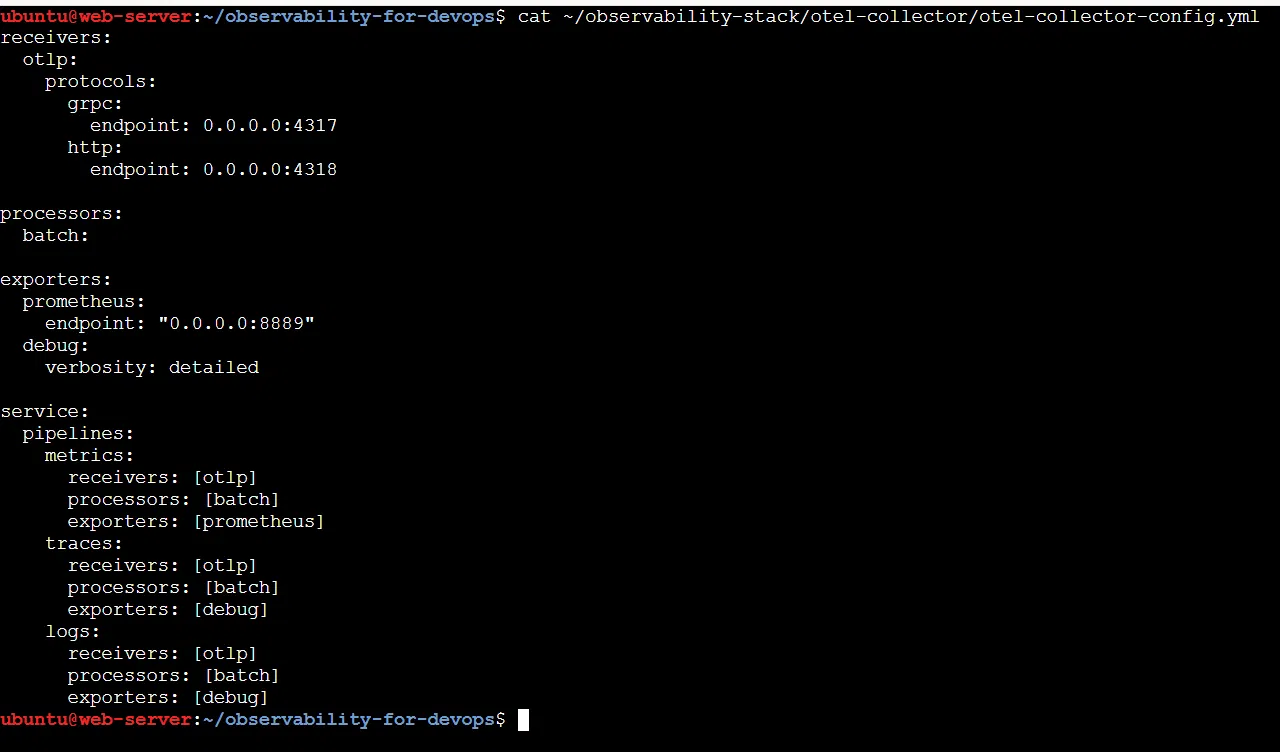 ubuntu@web-server:~/observability-for-devops$ cat ~/observability-stack/otel-collector/otel-collector-config.yml
receivers:
  otlp:
    protocols:
      grpc:
        endpoint: 0.0.0.0:4317
      http:
        endpoint: 0.0.0.0:4318

processors:
  batch:

exporters:
  prometheus:
    endpoint: "0.0.0.0:8889"
  debug:
    verbosity: detailed

service:
  pipelines:
    metrics:
      receivers: [otlp]
      processors: [batch]
      exporters: [prometheus]
    traces:
      receivers: [otlp]
      processors: [batch]
      exporters: [debug]
    logs:
      receivers: [otlp]
      processors: [batch]
      exporters: [debug]
ubuntu@web-server:~/observability-for-devops$